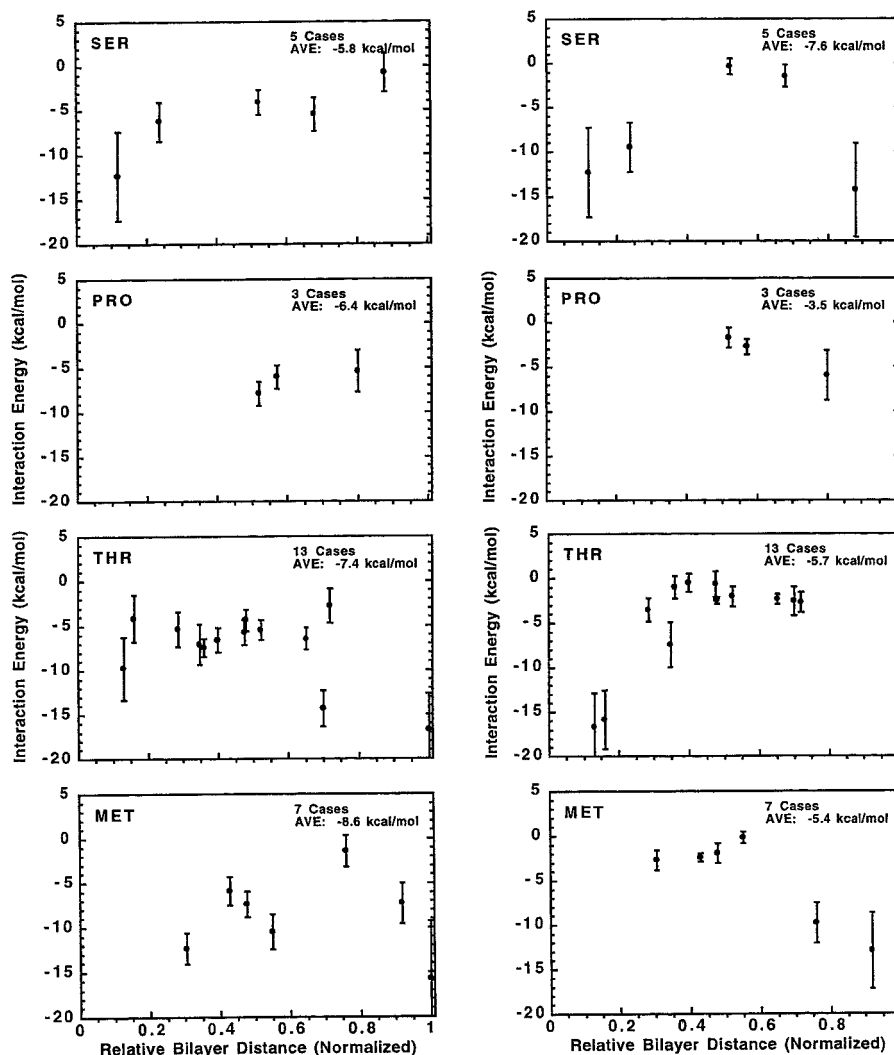 SER
5 Cases
AVE: -5.8 kcal/mol
5
0
-5
-10
-15
-20
SER
5 Cases
AVE: -7.6 kcal/mol
5
0
-5
-10
-15
-20
PRO
3 Cases
AVE: -6.4 kcal/mol
5
0
-5
-10
-15
-20
PRO
3 Cases
AVE: -3.5 kcal/mol
5
0
-5
-10
-15
-20
Interaction Energy (kcal/mol)
Interaction Energy (kcal/mol)
THR
13 Cases
AVE: -7.4 kcal/mol
5
0
-5
-10
-15
-20
THR
13 Cases
AVE: -5.7 kcal/mol
5
0
-5
-10
-15
-20
Interaction Energy (kcal/mol)
Interaction Energy (kcal/mol)
MET
7 Cases
AVE: -8.6 kcal/mol
5
0
-5
-10
-15
-20
0 0.2 0.4 0.6 0.8 1
Relative Bilayer Distance (Normalized)
MET
7 Cases
AVE: -5.4 kcal/mol
5
0
-5
-10
-15
-20
0 0.2 0.4 0.6 0.8
Relative Bilayer Distance (Normalized)